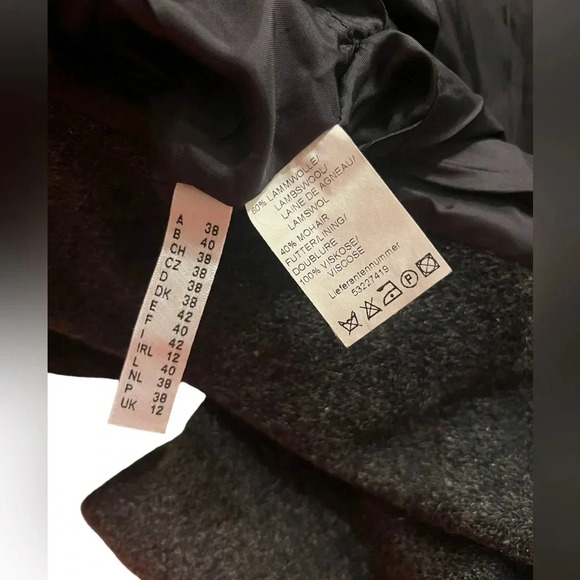 A 38
B 40
CH 38
CZ 38
D 38
DK 38
E 42
F 40
I 42
IRL 12
L 40
NL 38
P 38
UK 12
60% LAMMWOLLE/
LAMBSWOOL/
LAINE DE AGNEAU/
LAMSWOL
40% MOHAIR
FUTTER/LINING/
DOUBLURE
100% VISKOSE/
VISCOSE
Lieferantennummer
53227419